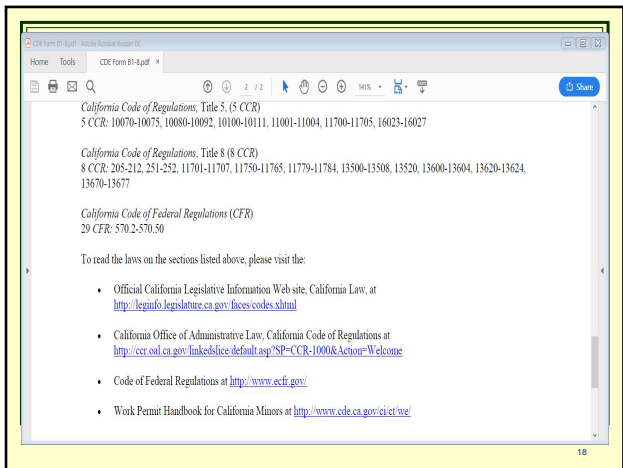 CDE Form B1-8.pdf - Adobe Acrobat Reader DC
Home Tools CDE Form B1-8.pdf ×
2 / 2 141% Share
California Code of Regulations, Title 5, (5 CCR)
5 CCR: 10070-10075, 10080-10092, 10100-10111, 11001-11004, 11700-11705, 16023-16027
California Code of Regulations, Title 8 (8 CCR)
8 CCR: 205-212, 251-252, 11701-11707, 11750-11765, 11779-11784, 13500-13508, 13520, 13600-13604, 13620-13624,
13670-13677
California Code of Federal Regulations (CFR)
29 CFR: 570.2-570.50
To read the laws on the sections listed above, please visit the:
• Official California Legislative Information Web site, California Law, at
http://leginfo.legislature.ca.gov/faces/codes.xhtml
• California Office of Administrative Law, California Code of Regulations at
http://ccr.oal.ca.gov/linkedslice/default.asp?SP=CCR-1000&Action=Welcome
• Code of Federal Regulations at http://www.ecfr.gov/
• Work Permit Handbook for California Minors at http://www.cde.ca.gov/ci/ct/we/
18